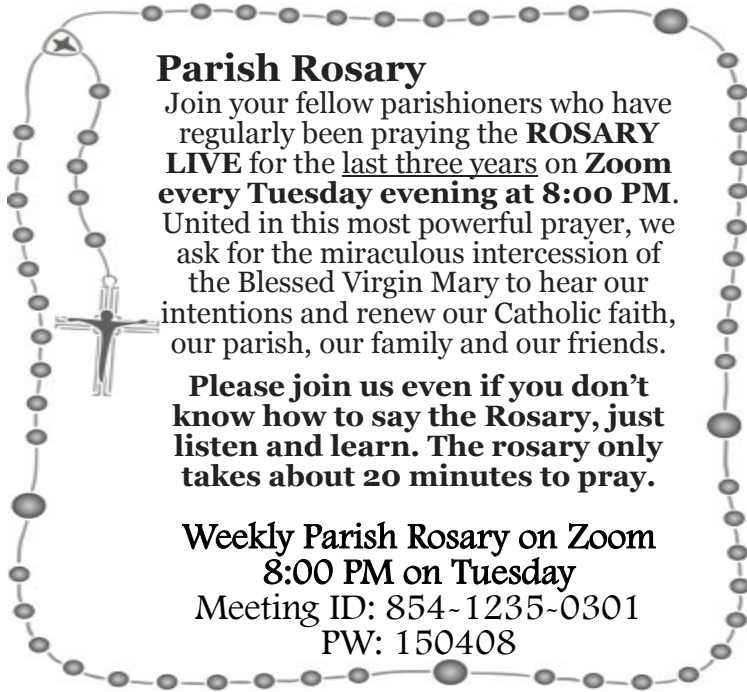 Parish Rosary
Join your fellow parishioners who have
regularly been praying the ROSARY
LIVE for the last three years on Zoom
every Tuesday evening at 8:00 PM.
United in this most powerful prayer, we
ask for the miraculous intercession of
the Blessed Virgin Mary to hear our
intentions and renew our Catholic faith,
our parish, our family and our friends.
Please join us even if you don’t
know how to say the Rosary, just
listen and learn. The rosary only
takes about 20 minutes to pray.
Weekly Parish Rosary on Zoom
8:00 PM on Tuesday
Meeting ID: 854-1235-0301
PW: 150408